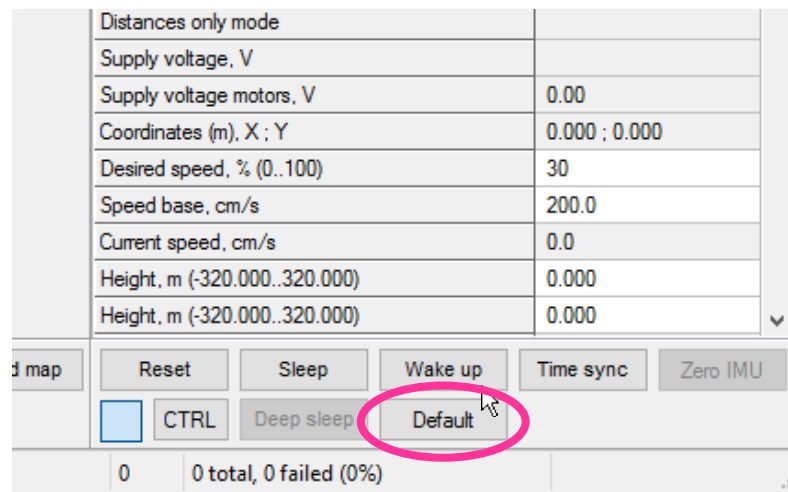 Distances only mode
Supply voltage, V
Supply voltage motors, V 0.00
Coordinates (m), X ; Y 0.000 ; 0.000
Desired speed, % (0..100) 30
Speed base, cm/s 200.0
Current speed, cm/s 0.0
Height, m (-320.000..320.000) 0.000
Height, m (-320.000..320.000) 0.000
d map Reset Sleep Wake up Time sync Zero IMU
CTRL Deep sleep Default
0 0 total, 0 failed (0%)